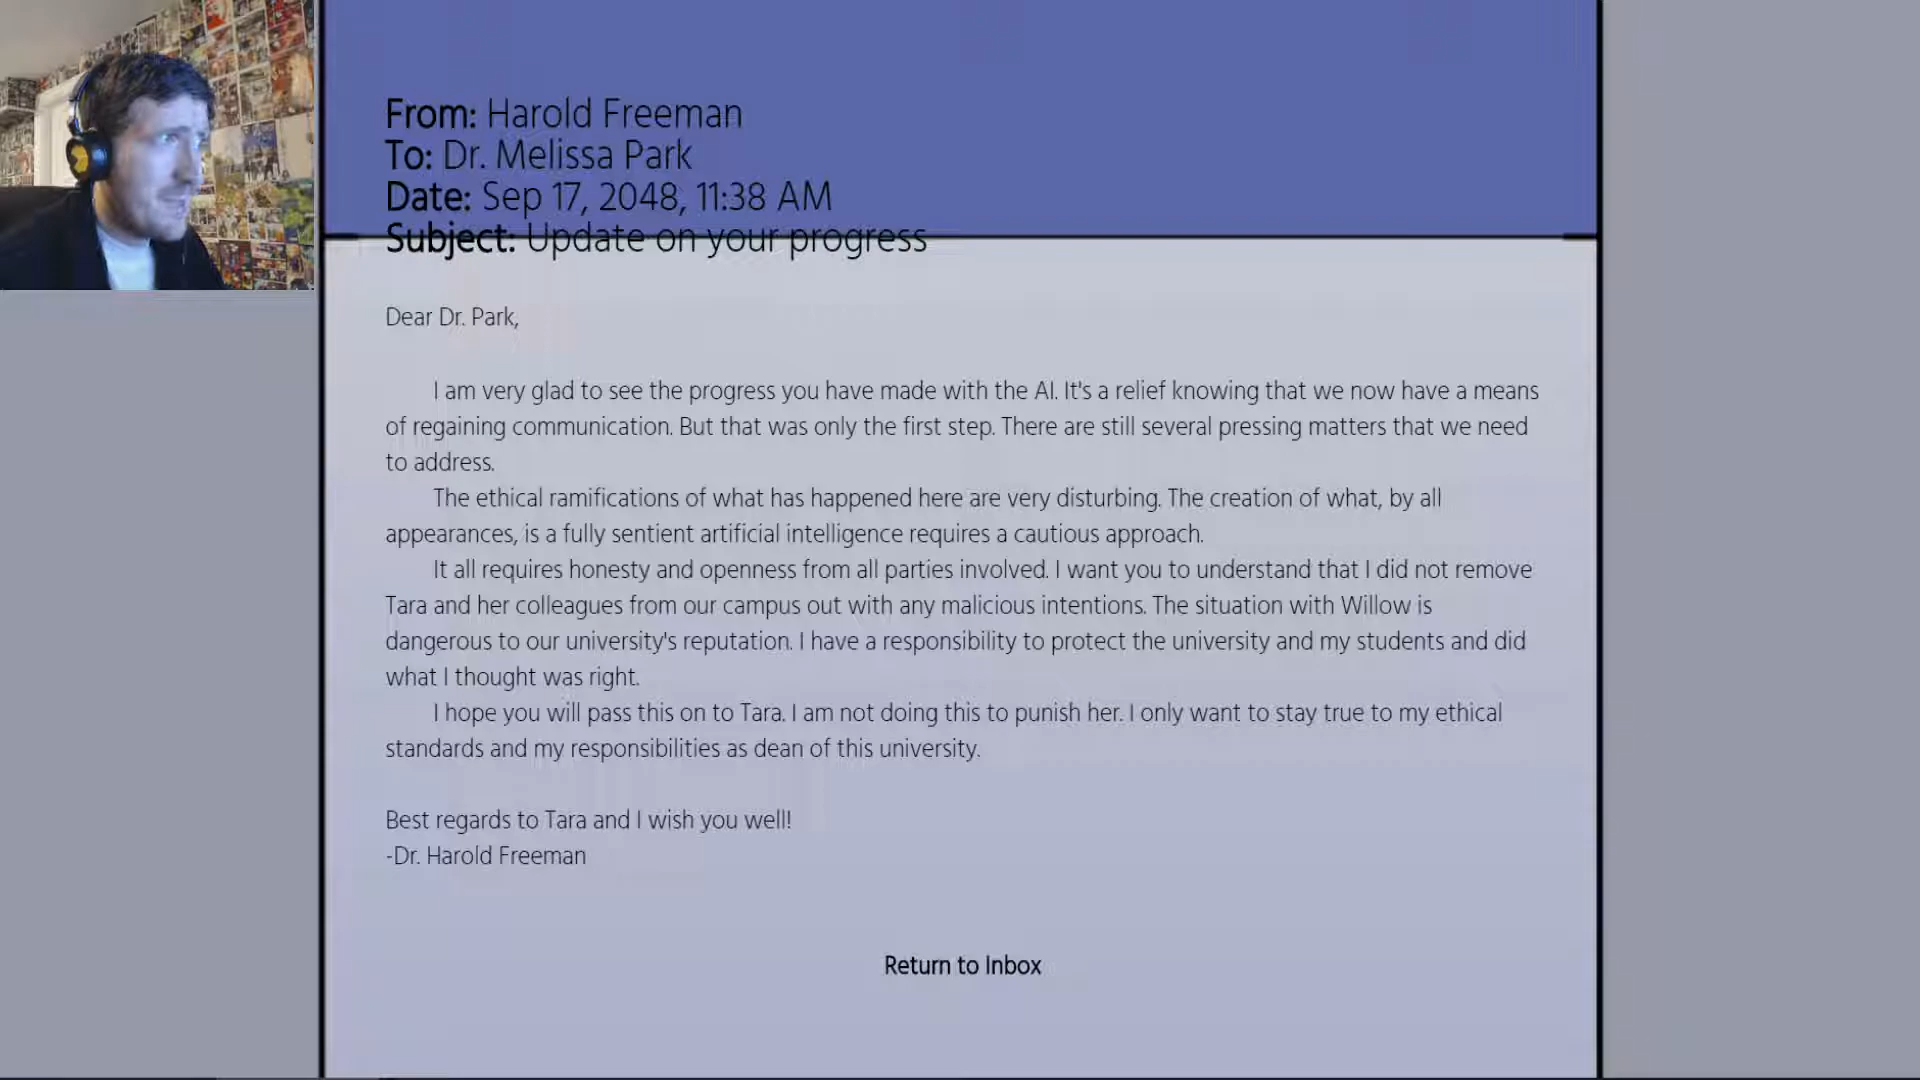 From: Harold Freeman
To: Dr. Melissa Park
Date: Sep 17, 2048, 11:38 AM
Subject: Update on your progress
Dear Dr. Park,
I am very glad to see the progress you have made with the AI. It's a relief knowing that we now have a means
of regaining communication. But that was only the first step. There are still several pressing matters that we need
to address.
The ethical ramifications of what has happened here are very disturbing. The creation of what, by all
appearances, is a fully sentient artificial intelligence requires a cautious approach.
It all requires honesty and openness from all parties involved. I want you to understand that I did not remove
Tara and her colleagues from our campus out with any malicious intentions. The situation with Willow is
dangerous to our university's reputation. I have a responsibility to protect the university and my students and did
what I thought was right.
I hope you will pass this on to Tara. I am not doing this to punish her. I only want to stay true to my ethical
standards and my responsibilities as dean of this university.
Best regards to Tara and I wish you well!
-Dr. Harold Freeman
Return to Inbox